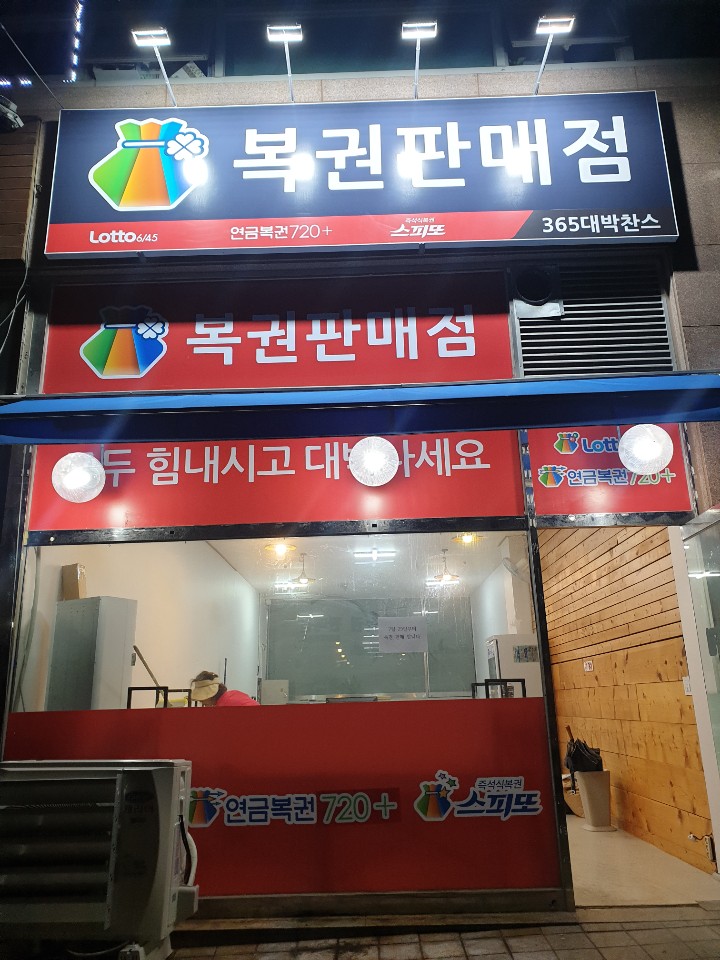 복권판매점
Lotto6/45
연금복권720+
즉석식복권
스피또
365대박찬스
복권판매점
두 힘내시고
Lotto
연금복권720+
연금복권720+
즉석식복권
스피또